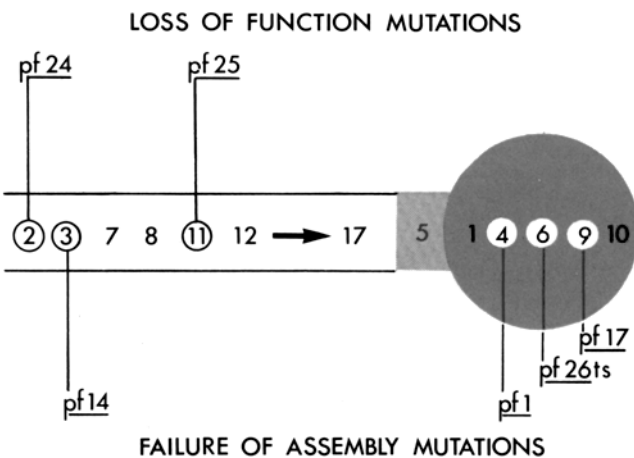 LOSS OF FUNCTION MUTATIONS
pf 24 pf 25
2 3 7 8 11 12 17 5 1 4 6 9 10
pf 17
pf 26ts
pf 14 pf 1
FAILURE OF ASSEMBLY MUTATIONS